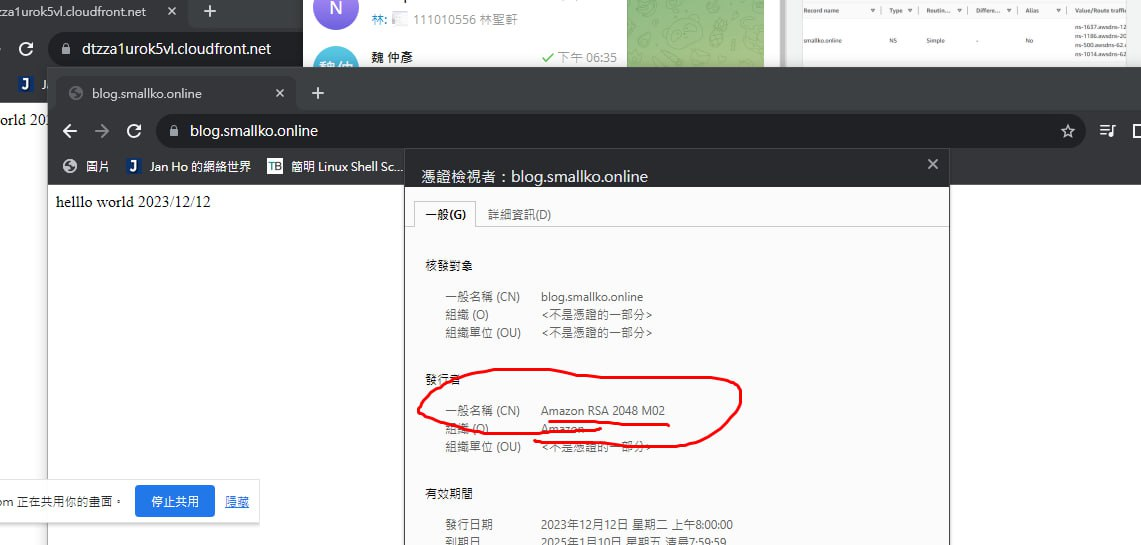 zza1urok5vl.cloudfront.net
N
林: 111010556 林聖軒
魏 仲彥
下午 06:35
魏 仲
Record name Type Routin... Differ... Alias Value/Route traffic
smallko.online NS Simple - No
ns-1637.awsdns-12
ns-1186.awsdns-20
ns-500.awsdns-62.
ns-1014.awsdns-62
dtzza1urok5vl.cloudfront.net
J Ja
orld 202
blog.smallko.online
blog.smallko.online
圖片 J Jan Ho 的網絡世界 TB 簡明 Linux Shell Sc...
helllo world 2023/12/12
憑證檢視者：blog.smallko.online
一般(G) 詳細資訊(D)
核發對象
一般名稱 (CN) blog.smallko.online
組織 (O) <不是憑證的一部分>
組織單位 (OU) <不是憑證的一部分>
發行者
一般名稱 (CN) Amazon RSA 2048 M02
組織 (O) Amazon
組織單位 (OU) <不是憑證的一部分>
有效期間
發行日期 2023年12月12日 星期二 上午8:00:00
到期日 2025年1月10日 星期五 清晨7:59:59
om 正在共用你的畫面。 停止共用 隱藏